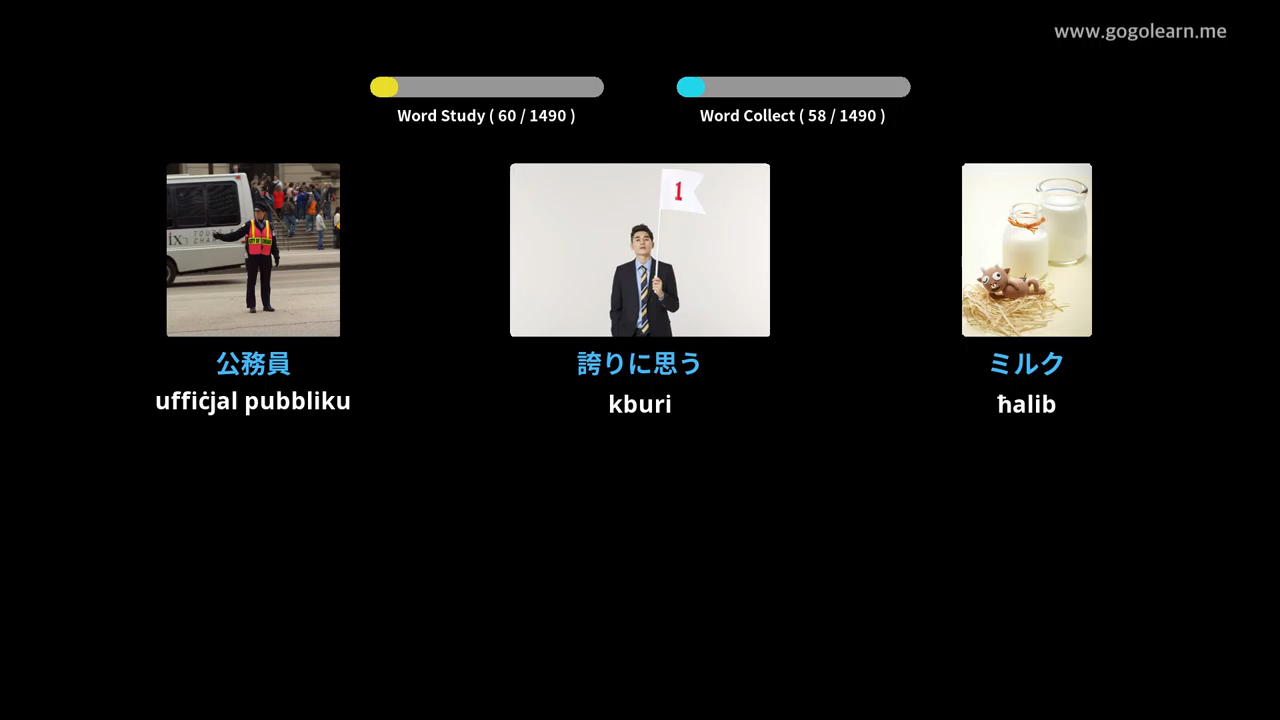 www.gogolearn.me
Word Study ( 60 / 1490 )
Word Collect ( 58 / 1490 )
1
公務員
誇りに思う
ミルク
uffiċjal pubbliku
kburi
ħalib